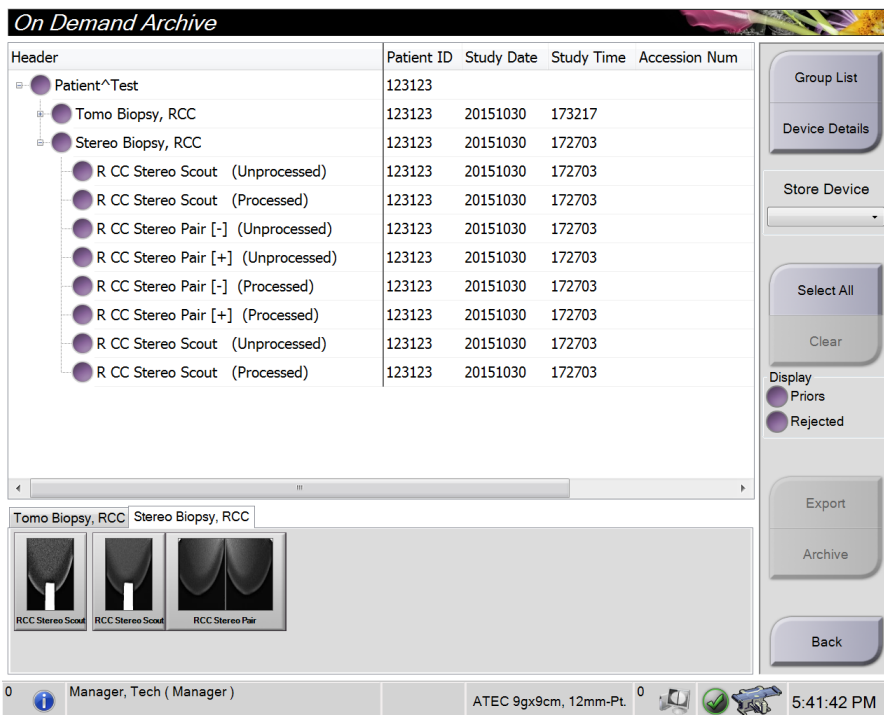 On Demand Archive
Header Patient ID Study Date Study Time Accession Num
Patient^Test 123123
Tomo Biopsy, RCC 123123 20151030 173217
Stereo Biopsy, RCC 123123 20151030 172703
R CC Stereo Scout (Unprocessed) 123123 20151030 172703
R CC Stereo Scout (Processed) 123123 20151030 172703
R CC Stereo Pair [-] (Unprocessed) 123123 20151030 172703
R CC Stereo Pair [+] (Unprocessed) 123123 20151030 172703
R CC Stereo Pair [-] (Processed) 123123 20151030 172703
R CC Stereo Pair [+] (Processed) 123123 20151030 172703
R CC Stereo Scout (Unprocessed) 123123 20151030 172703
R CC Stereo Scout (Processed) 123123 20151030 172703
Group List
Device Details
Store Device
Select All
Clear
Display
Priors
Rejected
Export
Archive
Back
Tomo Biopsy, RCC Stereo Biopsy, RCC
RCC Stereo Scout RCC Stereo Scout RCC Stereo Pair
0 Manager, Tech ( Manager ) ATEC 9gx9cm, 12mm-Pt. 0 5:41:42 PM